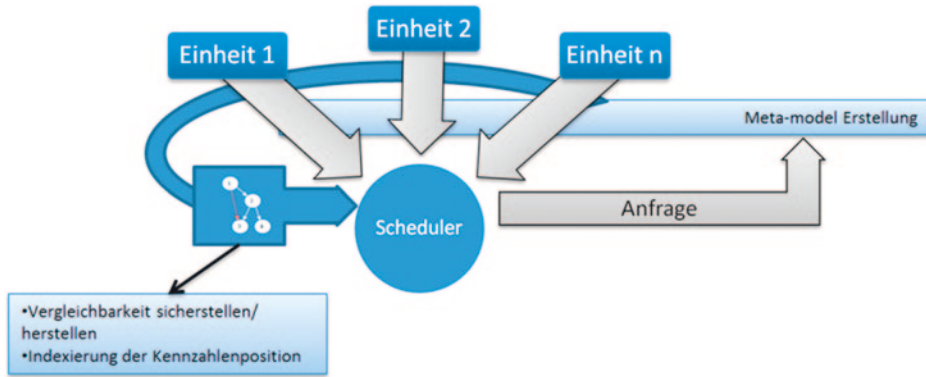 Einheit 1
Einheit 2
Einheit n
Meta-model Erstellung
Scheduler
Anfrage
•Vergleichbarkeit sicherstellen/
herstellen
•Indexierung der Kennzahlenposition